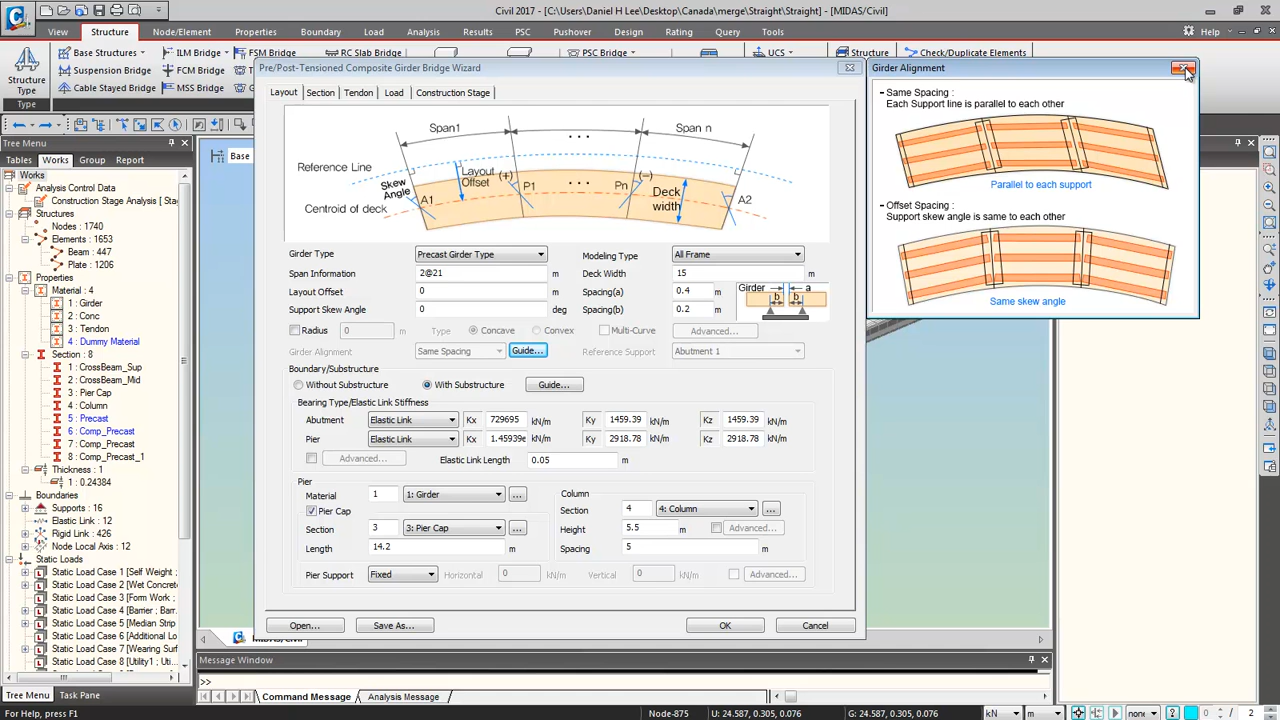 Civil 2017 - [C:\Users\Daniel H Lee\Desktop\Canada\merge\Straight\Straight] - [MIDAS/Civil]
View Structure Node/Element Properties Boundary Load Analysis Results PSC Pushover Design Rating Query Tools Help
Base Structures ILM Bridge FSM Bridge RC Slab Bridge PSC Bridge UCS Structure Check/Duplicate Elements
Structure Type
Suspension Bridge FCM Bridge
Cable Stayed Bridge MSS Bridge
Type
Tree Menu
Tables Works Group Report
Works
Analysis Control Data
Construction Stage Analysis [ Stag
Structures
Nodes : 1740
Elements : 1653
Beam : 447
Plate : 1206
Properties
Material : 4
1 : Girder
2 : Conc
3 : Tendon
4 : Dummy Material
Section : 8
1 : CrossBeam_Sup
2 : CrossBeam_Mid
3 : Pier Cap
4 : Column
5 : Precast
6 : Comp_Precast
7 : Comp_Precast
8 : Comp_Precast_1
Thickness : 1
1 : 0.24384
Boundaries
Supports : 16
Elastic Link : 12
Rigid Link : 426
Node Local Axis : 12
Static Loads
Static Load Case 1 [Self Weight ;
Static Load Case 2 [Wet Concrete
Static Load Case 3 [Form Work ;
Static Load Case 4 [Barrier ; Barr
Static Load Case 5 [Median Strip
Static Load Case 6 [Additional Lo
Static Load Case 7 [Wearing Surf
Static Load Case 8 [Utility1 ; Uti
Tree Menu Task Pane
Base
Pre/Post-Tensioned Composite Girder Bridge Wizard
Layout Section Tendon Load Construction Stage
Span1 • • • Span n
Reference Line
Skew Angle
Layout Offset
(+) P1 • • • Pn (−)
Deck width
A1 A2
Centroid of deck
Girder Type Precast Girder Type Modeling Type All Frame
Span Information 2@21 m Deck Width 15 m
Layout Offset 0 m Spacing(a) 0.4 m
Support Skew Angle 0 Spacing(b) 0.2 m
Girder a
b b
Radius 0 m Type Concave Convex Multi-Curve Advanced...
Girder Alignment Same Spacing Guide... Reference Support Abutment 1
Boundary/Substructure
Without Substructure With Substructure Guide...
Bearing Type/Elastic Link Stiffness
Abutment Elastic Link Kx 729695 kN/m Ky 1459.39 kN/m Kz 1459.39 kN/m
Pier Elastic Link Kx 1.45939e kN/m Ky 2918.78 kN/m Kz 2918.78 kN/m
Advanced... Elastic Link Length 0.05 m
Pier
Material 1 1: Girder ...
Pier Cap
Section 3 3: Pier Cap ...
Length 14.2 m
Column
Section 4 4: Column ...
Height 5.5 m Advanced...
Spacing 5 m
Pier Support Fixed Horizontal 0 kN/m Vertical 0 kN/m Advanced...
Open... Save As... OK Cancel
Girder Alignment
- Same Spacing :
Each Support line is parallel to each other
Parallel to each support
- Offset Spacing :
Support skew angle is same to each other
Same skew angle
MIDAS/Civil
Message Window
>>
Command Message Analysis Message
For Help, press F1 Node-875 U: 24.587, 0.305, 0.076 G: 24.587, 0.305, 0.076 kN m none ? 0 / 2